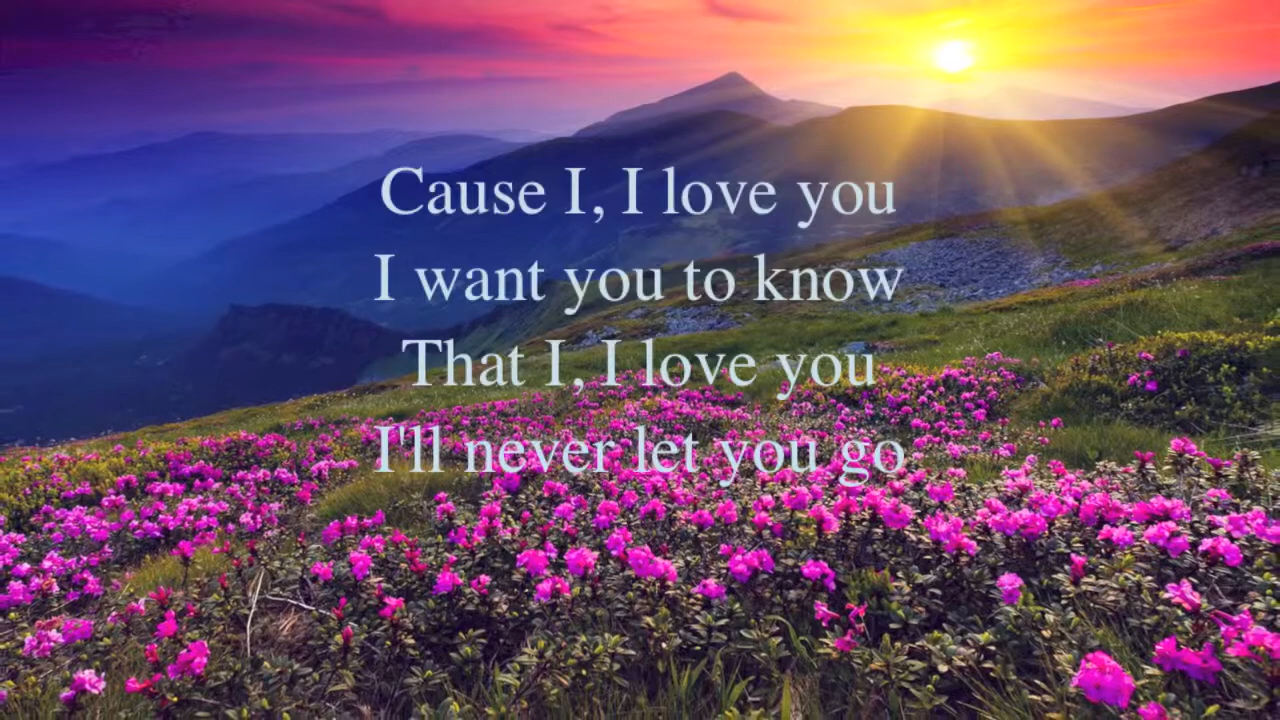 Cause I, I love you
I want you to know
That I, I love you
I'll never let you go